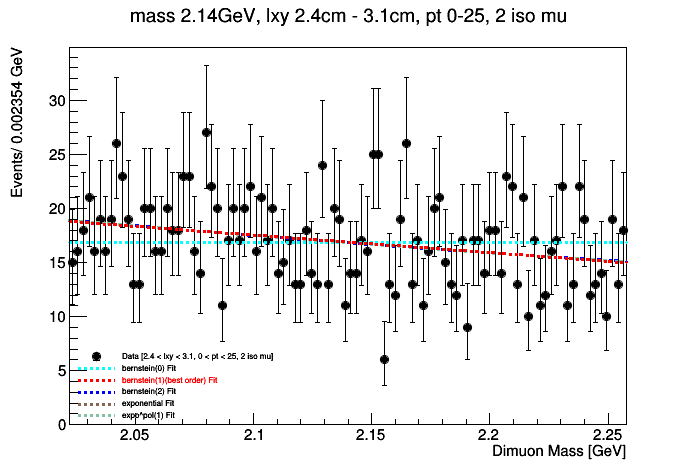 mass 2.14GeV, lxy 2.4cm - 3.1cm, pt 0-25, 2 iso mu
Events/ 0.002354 GeV
30
25
20
15
10
5
0
Data [2.4 < lxy < 3.1, 0 < pt < 25, 2 iso mu]
bernstein(0) Fit
bernstein(1)(best order) Fit
bernstein(2) Fit
exponential Fit
expp^pol(1) Fit
2.05 2.1 2.15 2.2 2.25
Dimuon Mass [GeV]